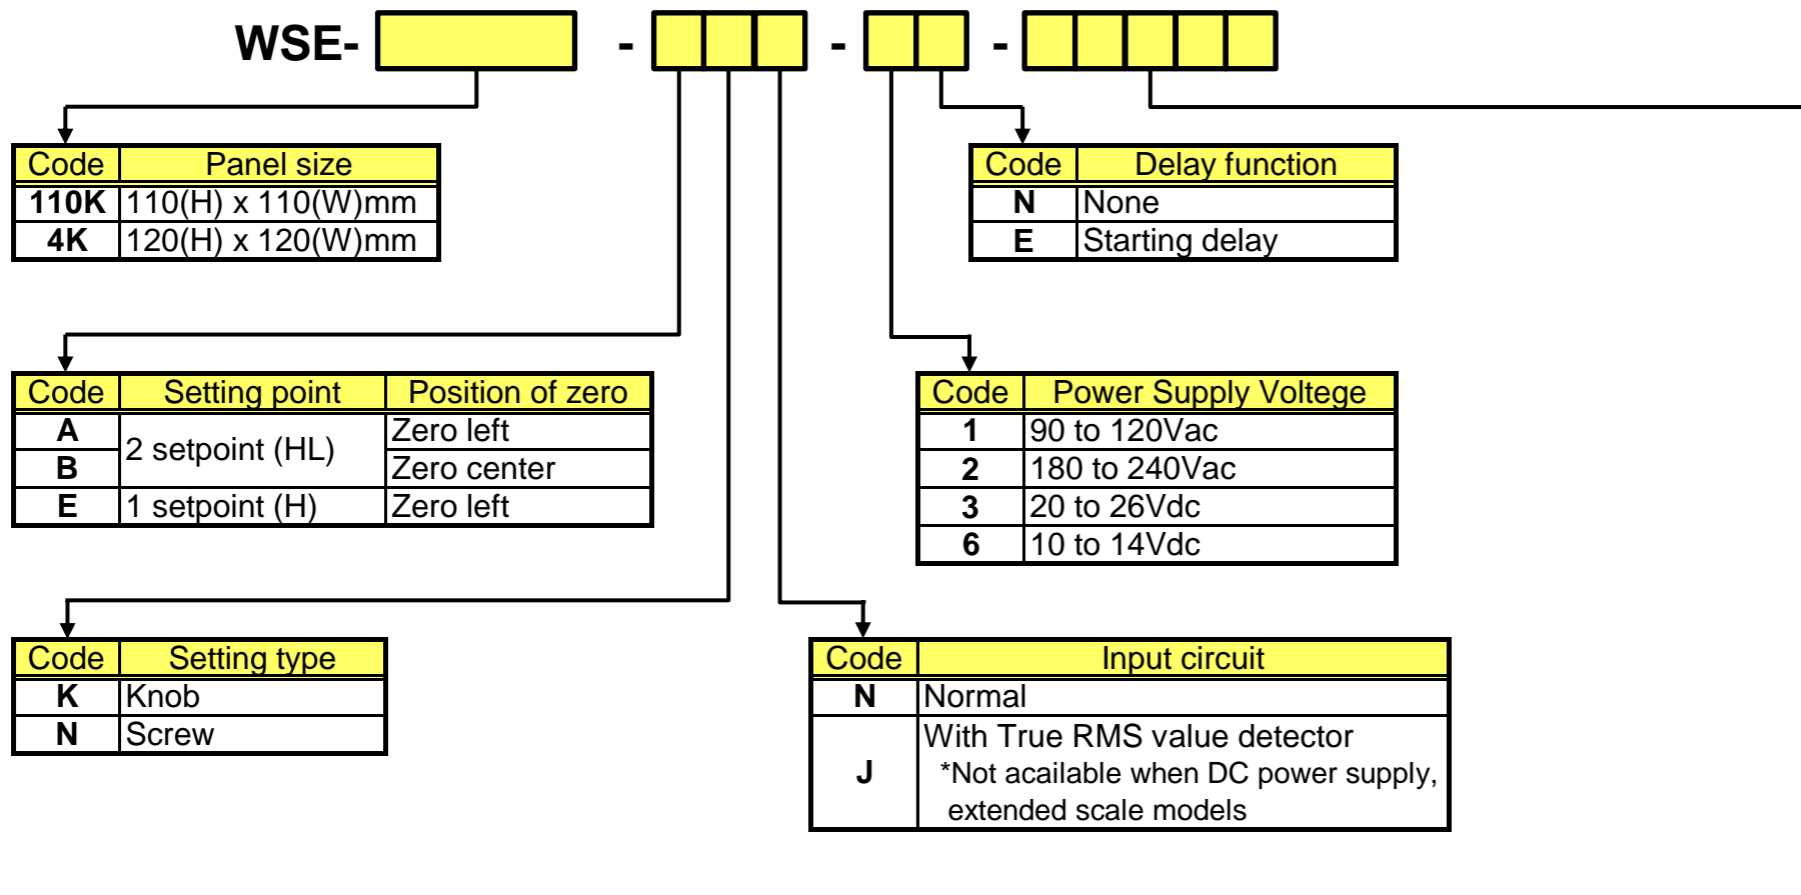 WSE- - - -
Code Panel size
110K 110(H) x 110(W)mm
4K 120(H) x 120(W)mm
Code Delay function
N None
E Starting delay
Code Setting point Position of zero
A 2 setpoint (HL) Zero left
B Zero center
E 1 setpoint (H) Zero left
Code Power Supply Voltege
1 90 to 120Vac
2 180 to 240Vac
3 20 to 26Vdc
6 10 to 14Vdc
Code Setting type
K Knob
N Screw
Code Input circuit
N Normal
J With True RMS value detector
*Not acailable when DC power supply,
extended scale models